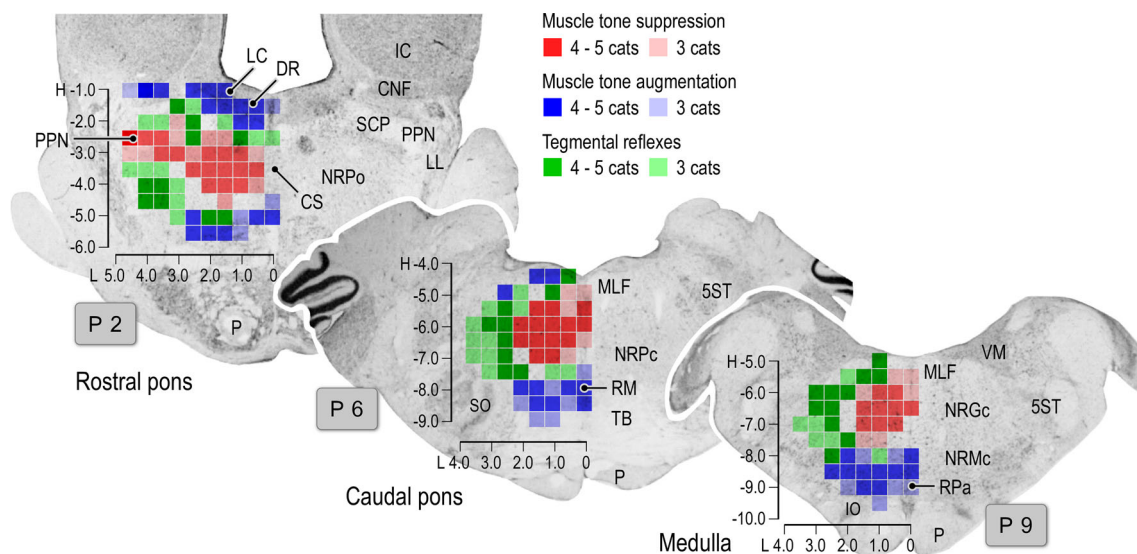 Muscle tone suppression
4 - 5 cats 3 cats
Muscle tone augmentation
4 - 5 cats 3 cats
Tegmental reflexes
4 - 5 cats 3 cats
LC
DR
IC
CNF
SCP
PPN
LL
NRPo
CS
PPN
H -1.0
-2.0
-3.0
-4.0
-5.0
-6.0
L 5.0 4.0 3.0 2.0 1.0 0
P
P 2
Rostral pons
H -4.0
-5.0
-6.0
-7.0
-8.0
-9.0
L 4.0 3.0 2.0 1.0 0
MLF
5ST
NRPc
RM
SO
TB
P
P 6
Caudal pons
H -5.0
-6.0
-7.0
-8.0
-9.0
-10.0
L 4.0 3.0 2.0 1.0 0
VM
MLF
NRGc
5ST
NRMc
RPa
IO
P
P 9
Medulla